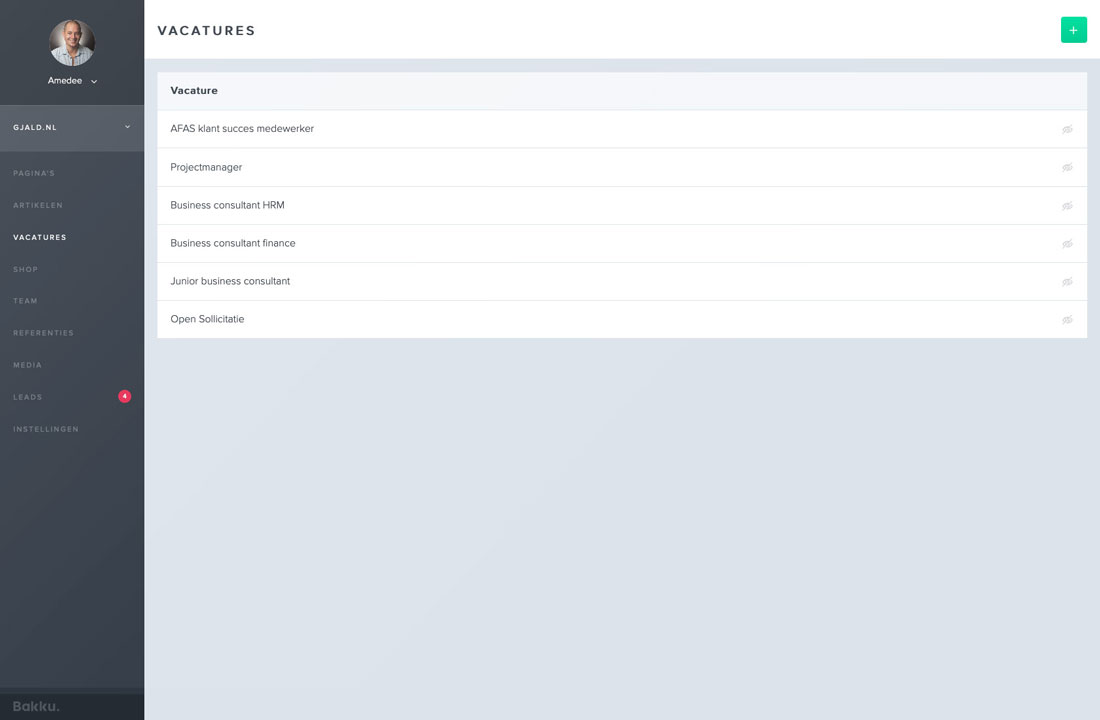 Amedee
GJALD.NL
PAGINA'S
ARTIKELEN
VACATURES
SHOP
TEAM
REFERENTIES
MEDIA
LEADS 4
INSTELLINGEN
Bakku.
VACATURES
+
Vacature
AFAS klant succes medewerker
Projectmanager
Business consultant HRM
Business consultant finance
Junior business consultant
Open Sollicitatie